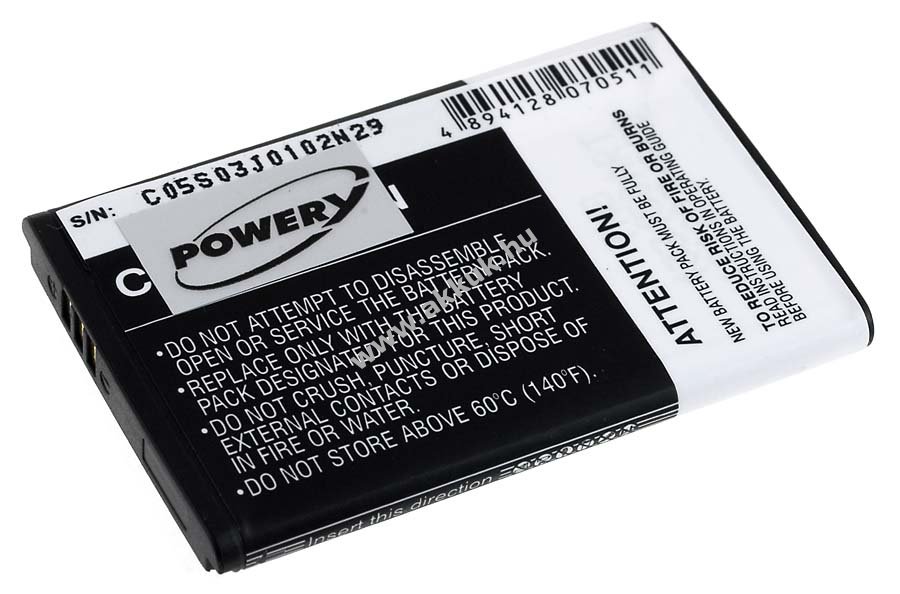 S/N: C05S03J0102N29
4 894128 070511
POWERY
C
www.akkuk.hu
•DO NOT ATTEMPT TO DISASSEMBLE
OPEN OR SERVICE THE BATTERY PACK.
•REPLACE ONLY WITH THE BATTERY
PACK DESIGNATED FOR THIS PRODUCT.
•DO NOT CRUSH, PUNCTURE, SHORT
EXTERNAL CONTACTS OR DISPOSE OF
IN FIRE OR WATER.
•DO NOT STORE ABOVE 60°C (140°F).
Insert this direction
ATTENTION!
NEW BATTERY PACK MUST BE FULLY
TO REDUCE RISK OF FIRE OR BURNS
READ INSTRUCTIONS IN OPERATING GUIDE
BEFORE USING THE BATTERY.